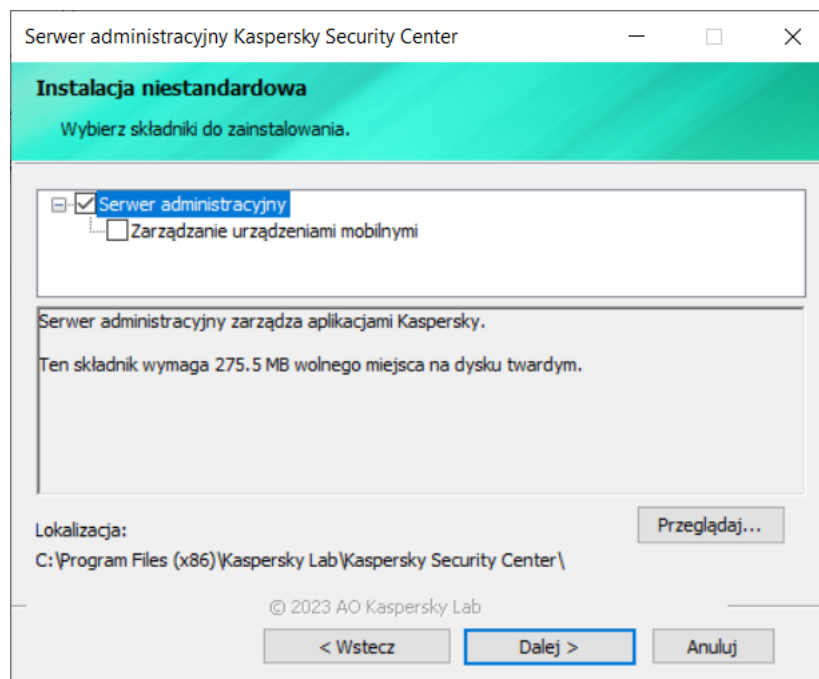 Serwer administracyjny Kaspersky Security Center
Instalacja niestandardowa
Wybierz składniki do zainstalowania.
Serwer administracyjny
Zarządzanie urządzeniami mobilnymi
Serwer administracyjny zarządza aplikacjami Kaspersky.
Ten składnik wymaga 275.5 MB wolnego miejsca na dysku twardym.
Lokalizacja:
Przeglądaj...
C:\Program Files (x86)\Kaspersky Lab\Kaspersky Security Center\
© 2023 AO Kaspersky Lab
< Wstecz
Dalej >
Anuluj